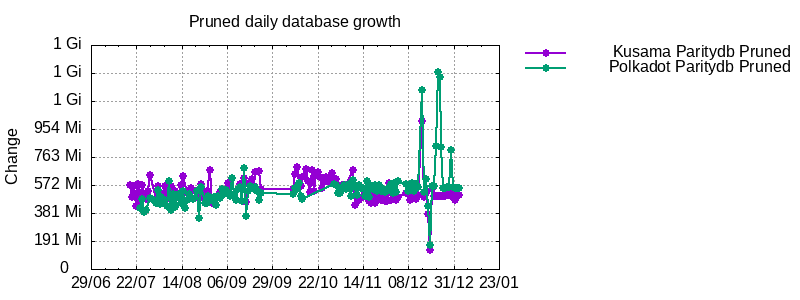 Pruned daily database growth
1 Gi
1 Gi
1 Gi
954 Mi
763 Mi
572 Mi
381 Mi
191 Mi
0
Change
29/06 22/07 14/08 06/09 29/09 22/10 14/11 08/12 31/12 23/01
Kusama Paritydb Pruned
Polkadot Paritydb Pruned